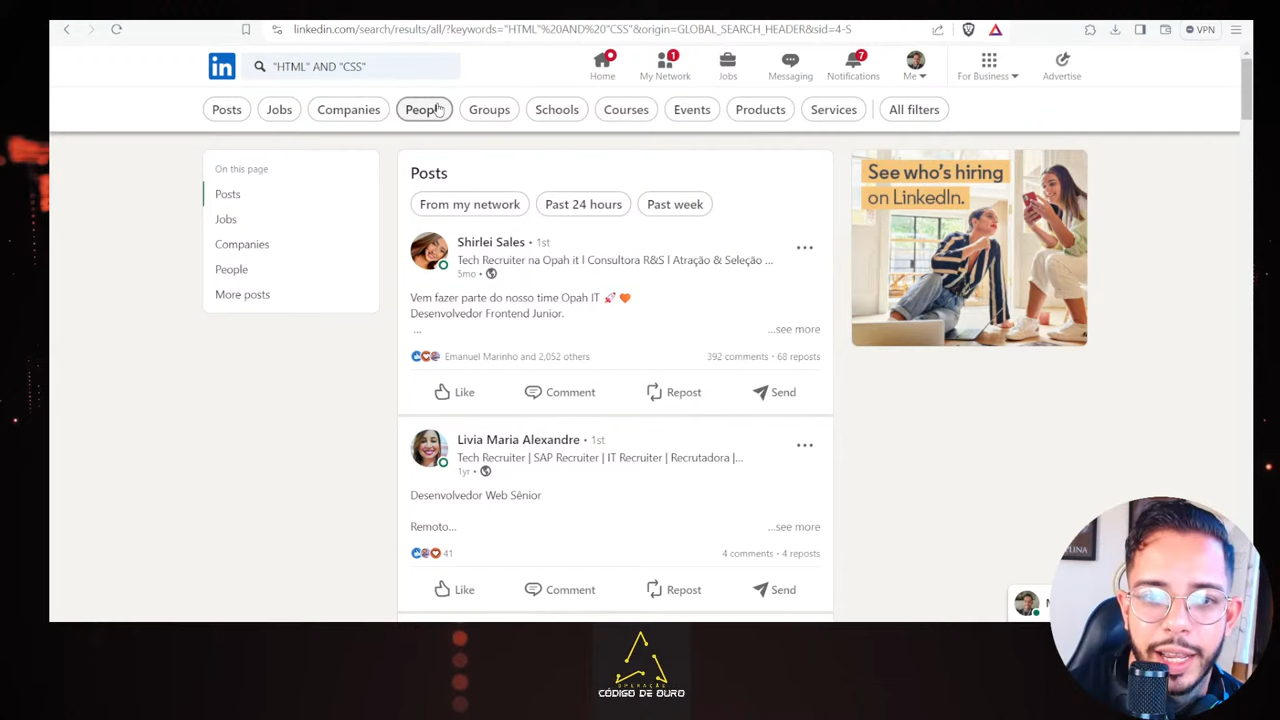 linkedin.com/search/results/all/?keywords="HTML"%20AND%20"CSS"&origin=GLOBAL_SEARCH_HEADER&sid=4-S
VPN
"HTML" AND "CSS"
1
7
Home
My Network
Jobs
Messaging
Notifications
Me
For Business
Advertise
Posts
Jobs
Companies
People
Groups
Schools
Courses
Events
Products
Services
All filters
On this page
Posts
Jobs
Companies
People
More posts
Posts
From my network
Past 24 hours
Past week
Shirlei Sales • 1st
Tech Recruiter na Opah it l Consultora R&S l Atração & Seleção ...
5mo •
Vem fazer parte do nosso time Opah IT 🚀 🧡
Desenvolvedor Frontend Junior.
...
...see more
Emanuel Marinho and 2,052 others
392 comments • 68 reposts
Like
Comment
Repost
Send
Livia Maria Alexandre • 1st
Tech Recruiter | SAP Recruiter | IT Recruiter | Recrutadora |...
1yr •
Desenvolvedor Web Sênior
Remoto...
...see more
41
4 comments • 4 reposts
Like
Comment
Repost
Send
See who's hiring
on LinkedIn.
OPERAÇÃO
CÓDIGO DE OURO